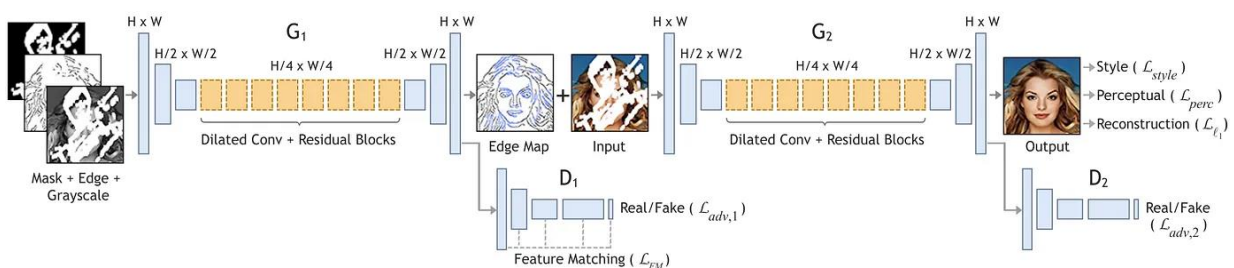 H x W
G₁
H x W
H x W
G₂
H x W
H/2 x W/2
H/2 x W/2
H/2 x W/2
H/2 x W/2
H/4 x W/4
H/4 x W/4
Style ( ℒstyle )
Perceptual ( ℒperc )
Reconstruction ( ℒℓ₁ )
+
Dilated Conv + Residual Blocks
Edge Map
Input
Dilated Conv + Residual Blocks
Output
Mask + Edge +
Grayscale
D₁
D₂
Real/Fake ( ℒadv,1 )
Real/Fake
( ℒadv,2 )
Feature Matching ( ℒFM )